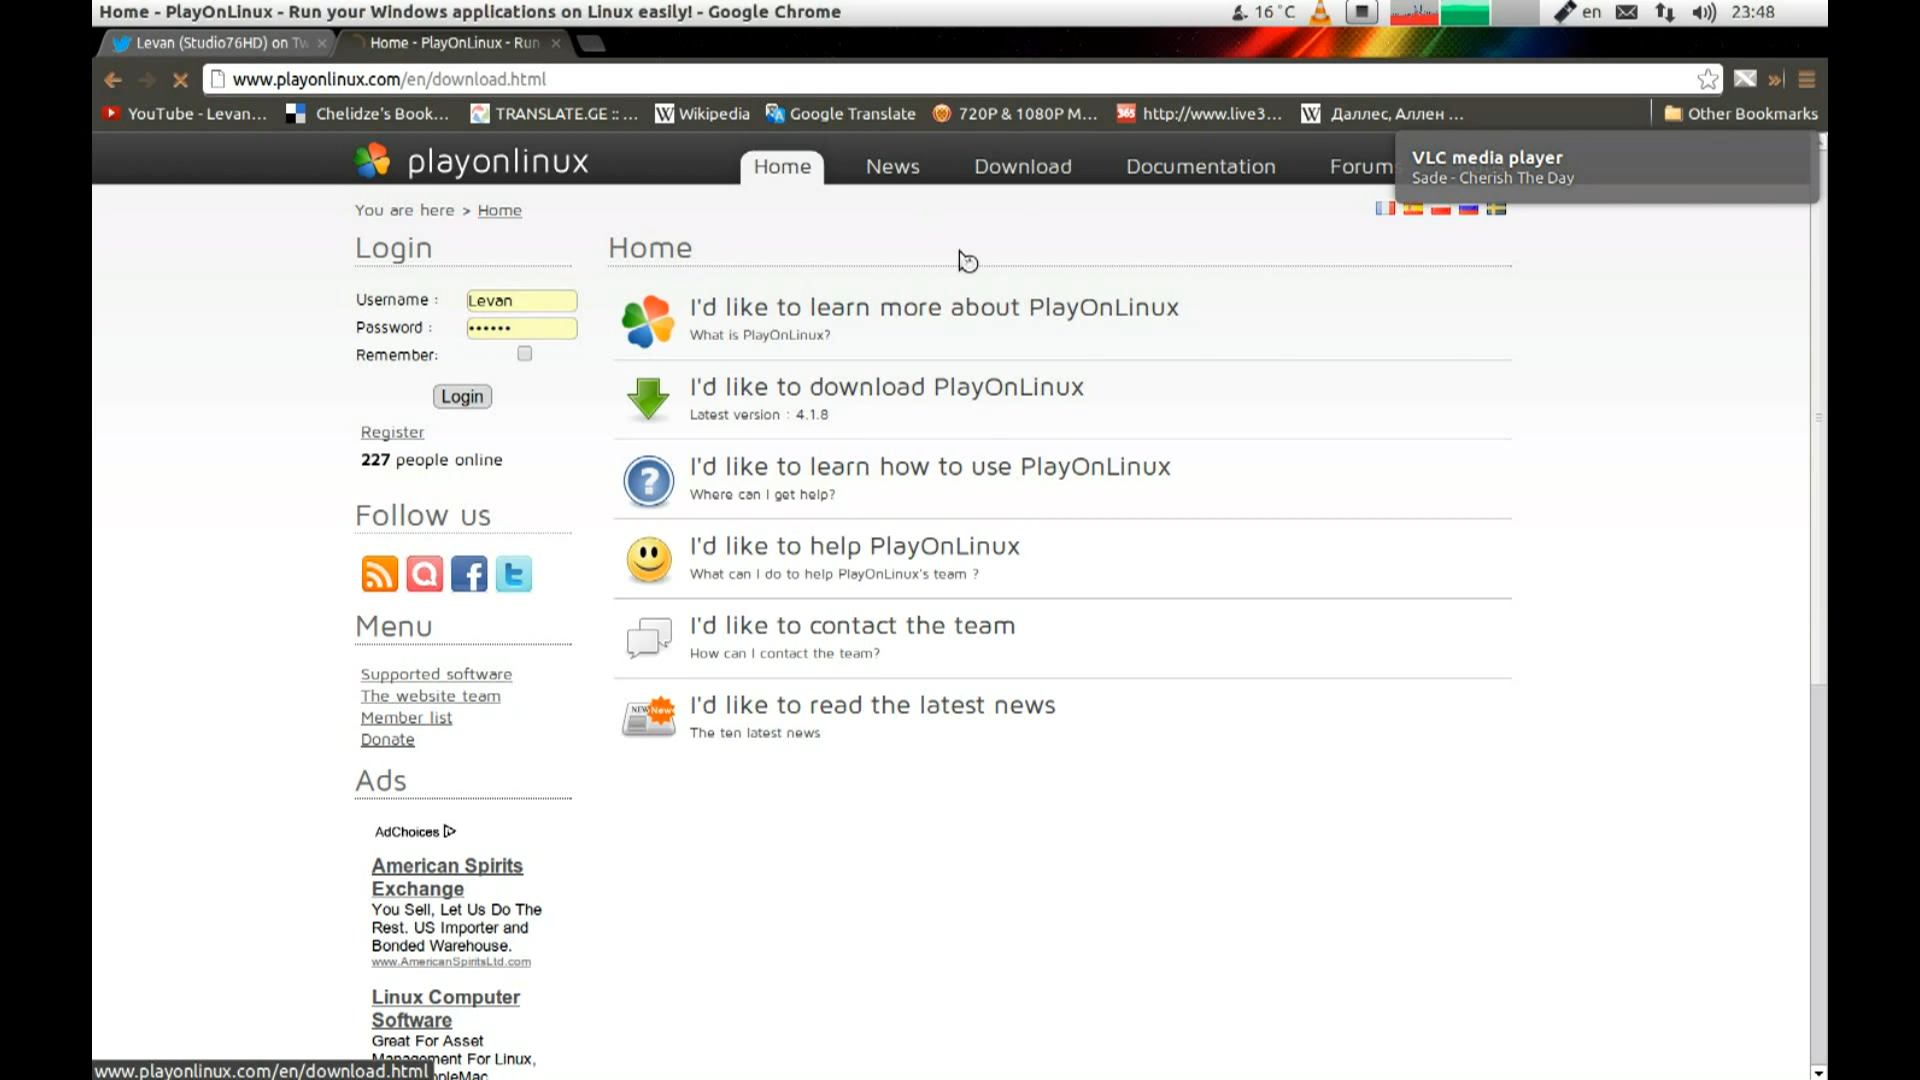 Home - PlayOnLinux - Run your Windows applications on Linux easily! - Google Chrome
16 °C
en
23:48
Levan (Studio76HD) on Tw
Home - PlayOnLinux - Run
www.playonlinux.com/en/download.html
YouTube - Levan...
Chelidze's Book...
TRANSLATE.GE :: ...
Wikipedia
Google Translate
720P & 1080P M...
http://www.live3...
Даллес, Аллен ...
Other Bookmarks
playonlinux
Home
News
Download
Documentation
Forums
VLC media player
Sade - Cherish The Day
You are here > Home
Login
Username :
Levan
Password :
••••••
Remember:
Login
Register
227 people online
Follow us
Menu
Supported software
The website team
Member list
Donate
Ads
AdChoices
American Spirits
Exchange
You Sell, Let Us Do The
Rest. US Importer and
Bonded Warehouse.
www.AmericanSpiritsLtd.com
Linux Computer
Software
Great For Asset
Management For Linux,
Home
I'd like to learn more about PlayOnLinux
What is PlayOnLinux?
I'd like to download PlayOnLinux
Latest version : 4.1.8
I'd like to learn how to use PlayOnLinux
Where can I get help?
I'd like to help PlayOnLinux
What can I do to help PlayOnLinux's team ?
I'd like to contact the team
How can I contact the team?
NEW
New
I'd like to read the latest news
The ten latest news
www.playonlinux.com/en/download.html